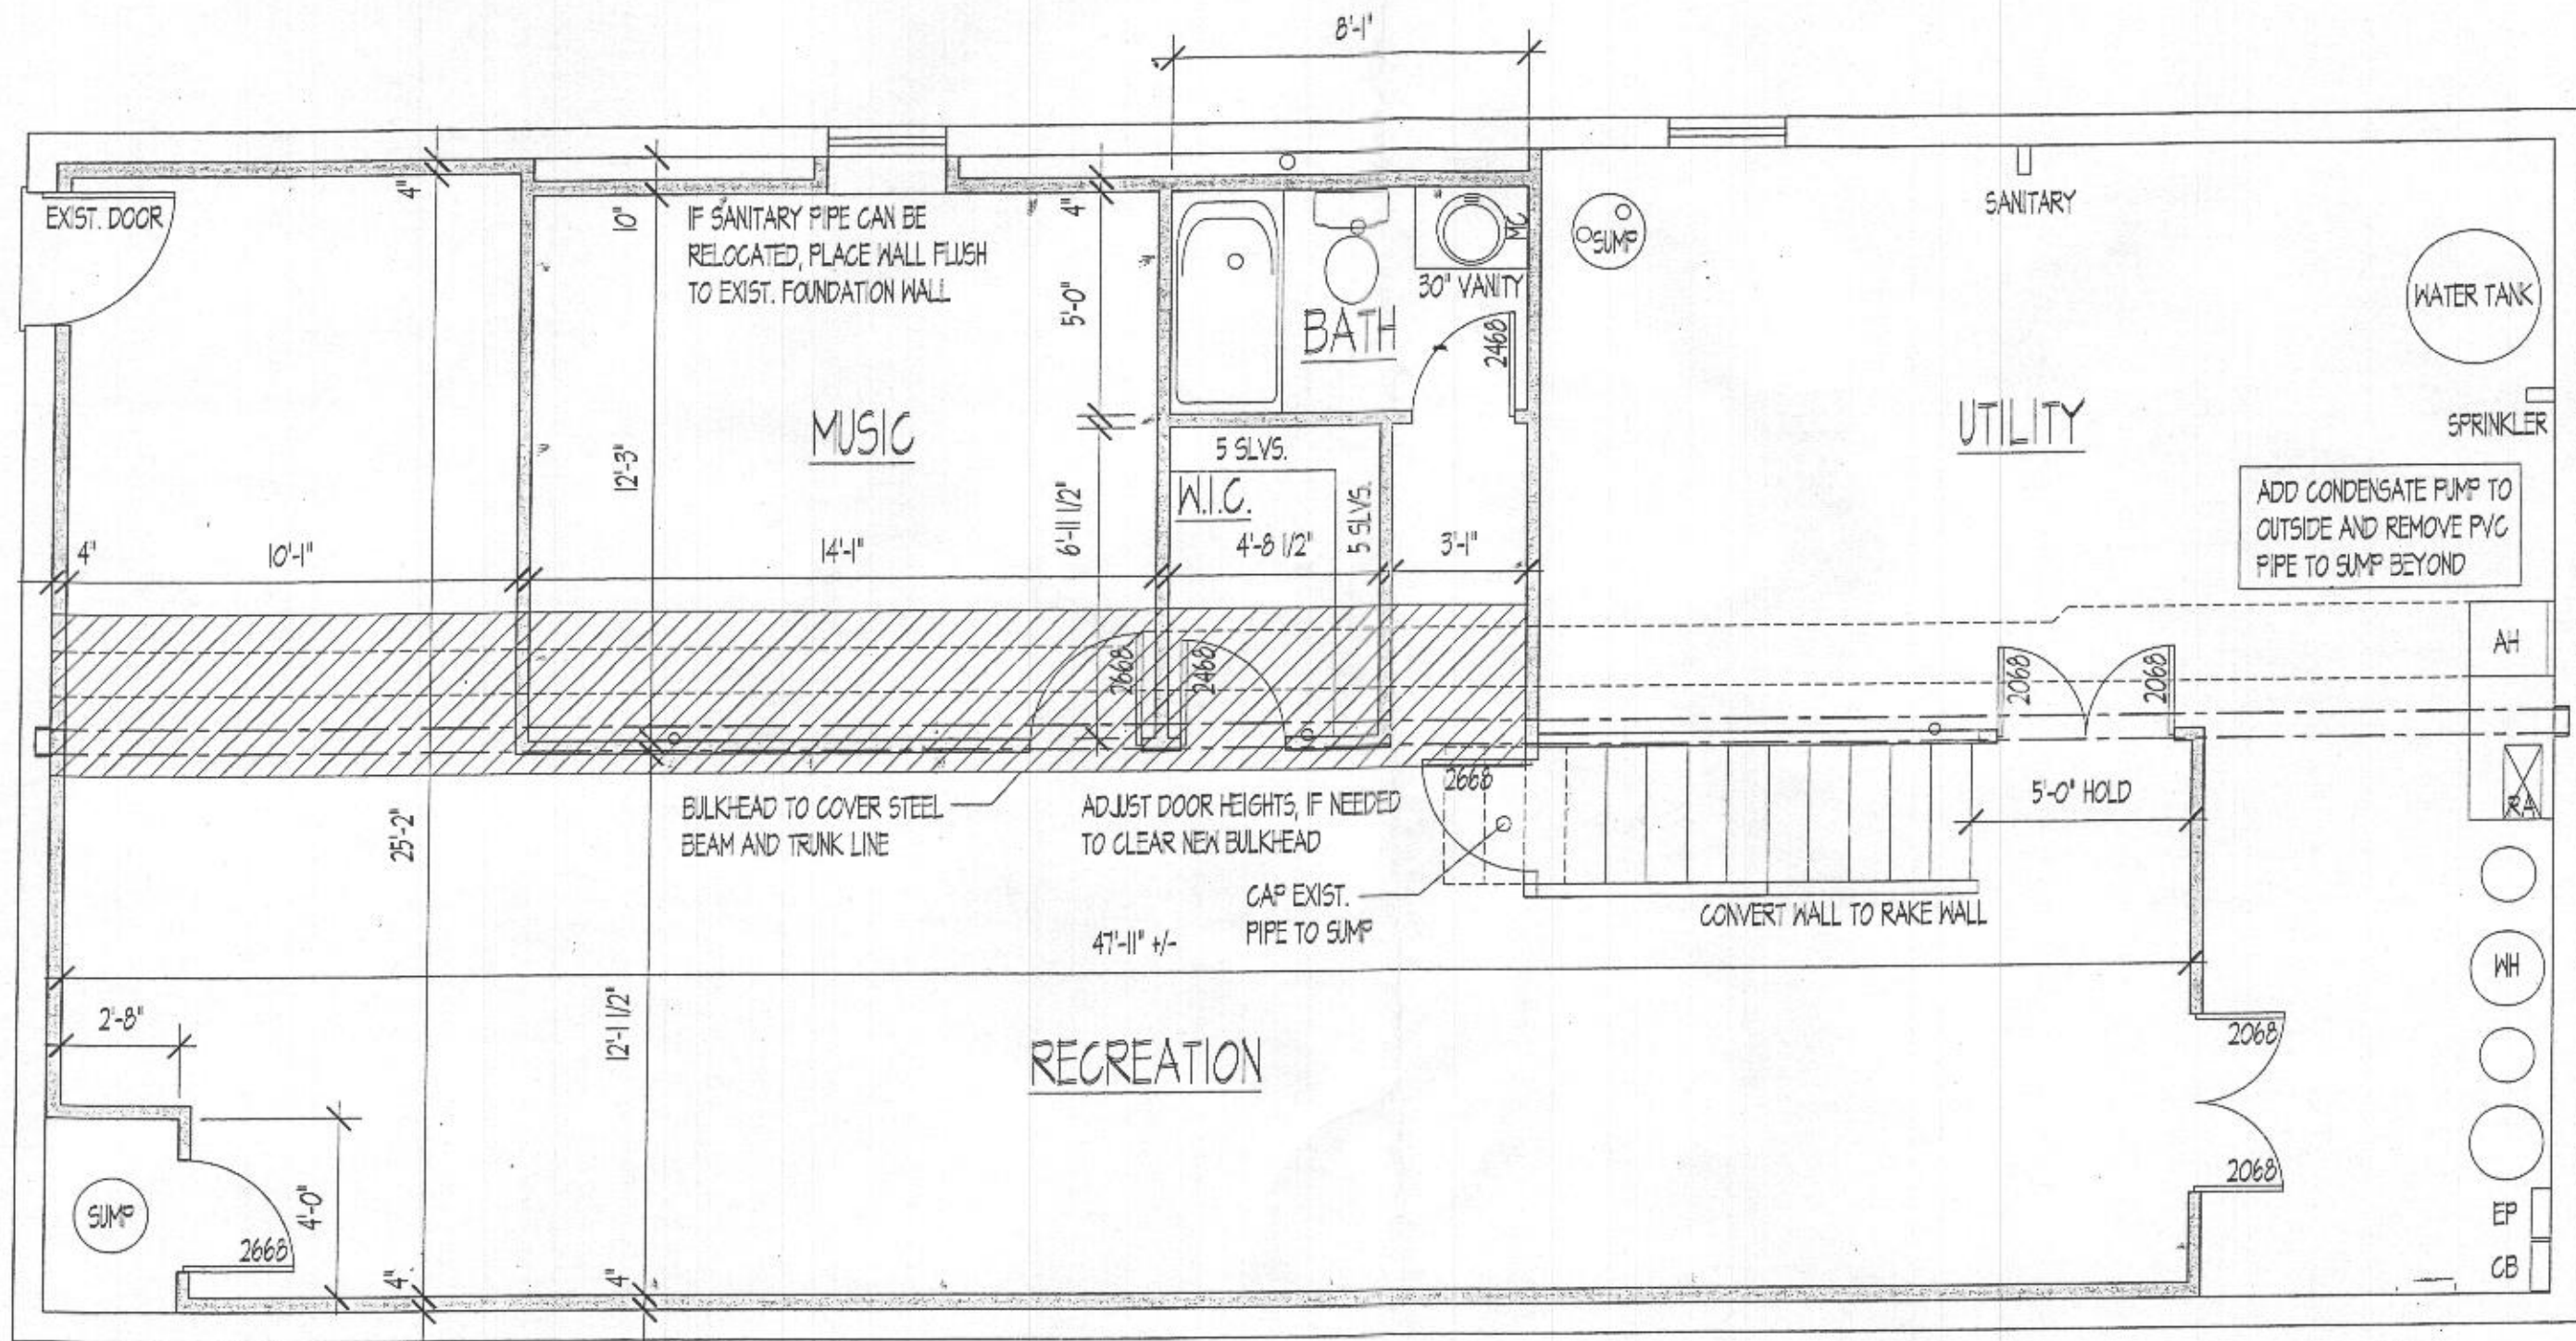 8'-1"
EXIST. DOOR
4"
10"
IF SANITARY PIPE CAN BE
RELOCATED, PLACE WALL FLUSH
TO EXIST. FOUNDATION WALL
4"
5'-0"
MC
30" VANITY
BATH
2468
SUMP
SANITARY
WATER TANK
SPRINKLER
UTILITY
MUSIC
12'-3"
5 SLVS.
W.I.C.
5 SLVS.
6'-11 1/2"
4"
10'-1"
14'-1"
4'-8 1/2"
3'-1"
ADD CONDENSATE PUMP TO
OUTSIDE AND REMOVE PVC
PIPE TO SUMP BEYOND
AH
2668
2468
2068
2068
RA
BULKHEAD TO COVER STEEL
BEAM AND TRUNK LINE
ADJUST DOOR HEIGHTS, IF NEEDED
TO CLEAR NEW BULKHEAD
2668
5'-0" HOLD
25'-2"
CAP EXIST.
PIPE TO SUMP
CONVERT WALL TO RAKE WALL
47'-11" +/-
WH
2'-8"
12'-1 1/2"
RECREATION
2068
2068
SUMP
4'-0"
2668
4"
4"
EP
CB